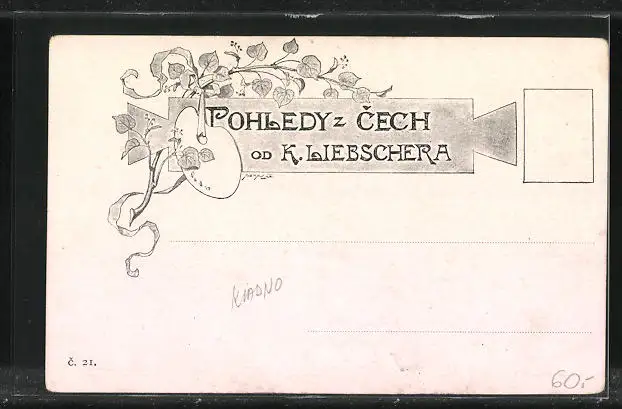 POHLEDY Z ČECH
OD K. LIEBSCHERA
KLADNO
Č. 21.
60.-